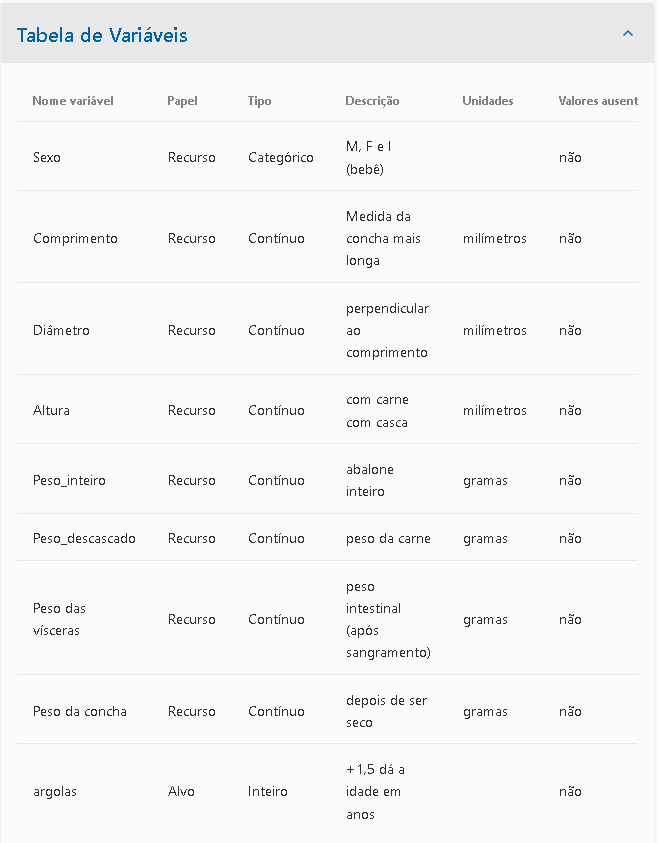 Tabela de Variáveis
Nome variável Papel Tipo Descrição Unidades Valores ausent
Sexo Recurso Categórico M, F e I (bebê) não
Comprimento Recurso Contínuo Medida da concha mais longa milímetros não
Diâmetro Recurso Contínuo perpendicular ao comprimento milímetros não
Altura Recurso Contínuo com carne com casca milímetros não
Peso_inteiro Recurso Contínuo abalone inteiro gramas não
Peso_descascado Recurso Contínuo peso da carne gramas não
Peso das vísceras Recurso Contínuo peso intestinal (após sangramento) gramas não
Peso da concha Recurso Contínuo depois de ser seco gramas não
argolas Alvo Inteiro +1,5 dá a idade em anos não